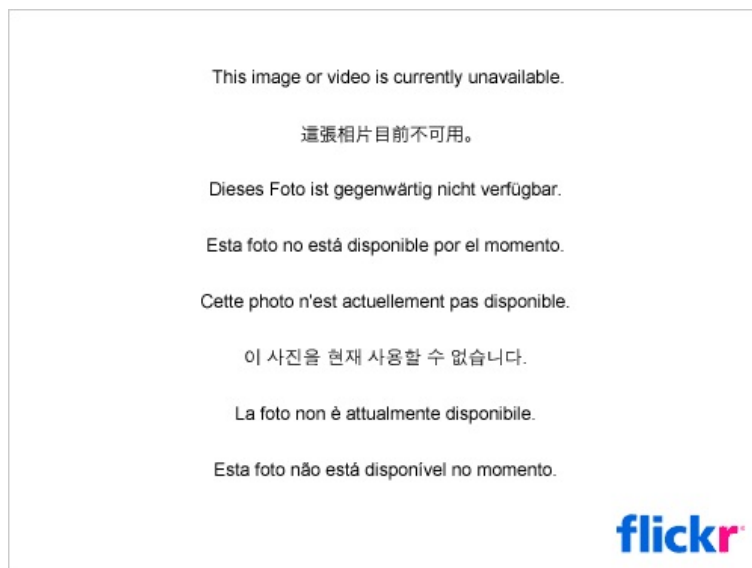 This image or video is currently unavailable.
這張相片目前不可用。
Dieses Foto ist gegenwärtig nicht verfügbar.
Esta foto no está disponible por el momento.
Cette photo n'est actuellement pas disponible.
이 사진을 현재 사용할 수 없습니다.
La foto non è attualmente disponibile.
Esta foto não está disponível no momento.
flickr